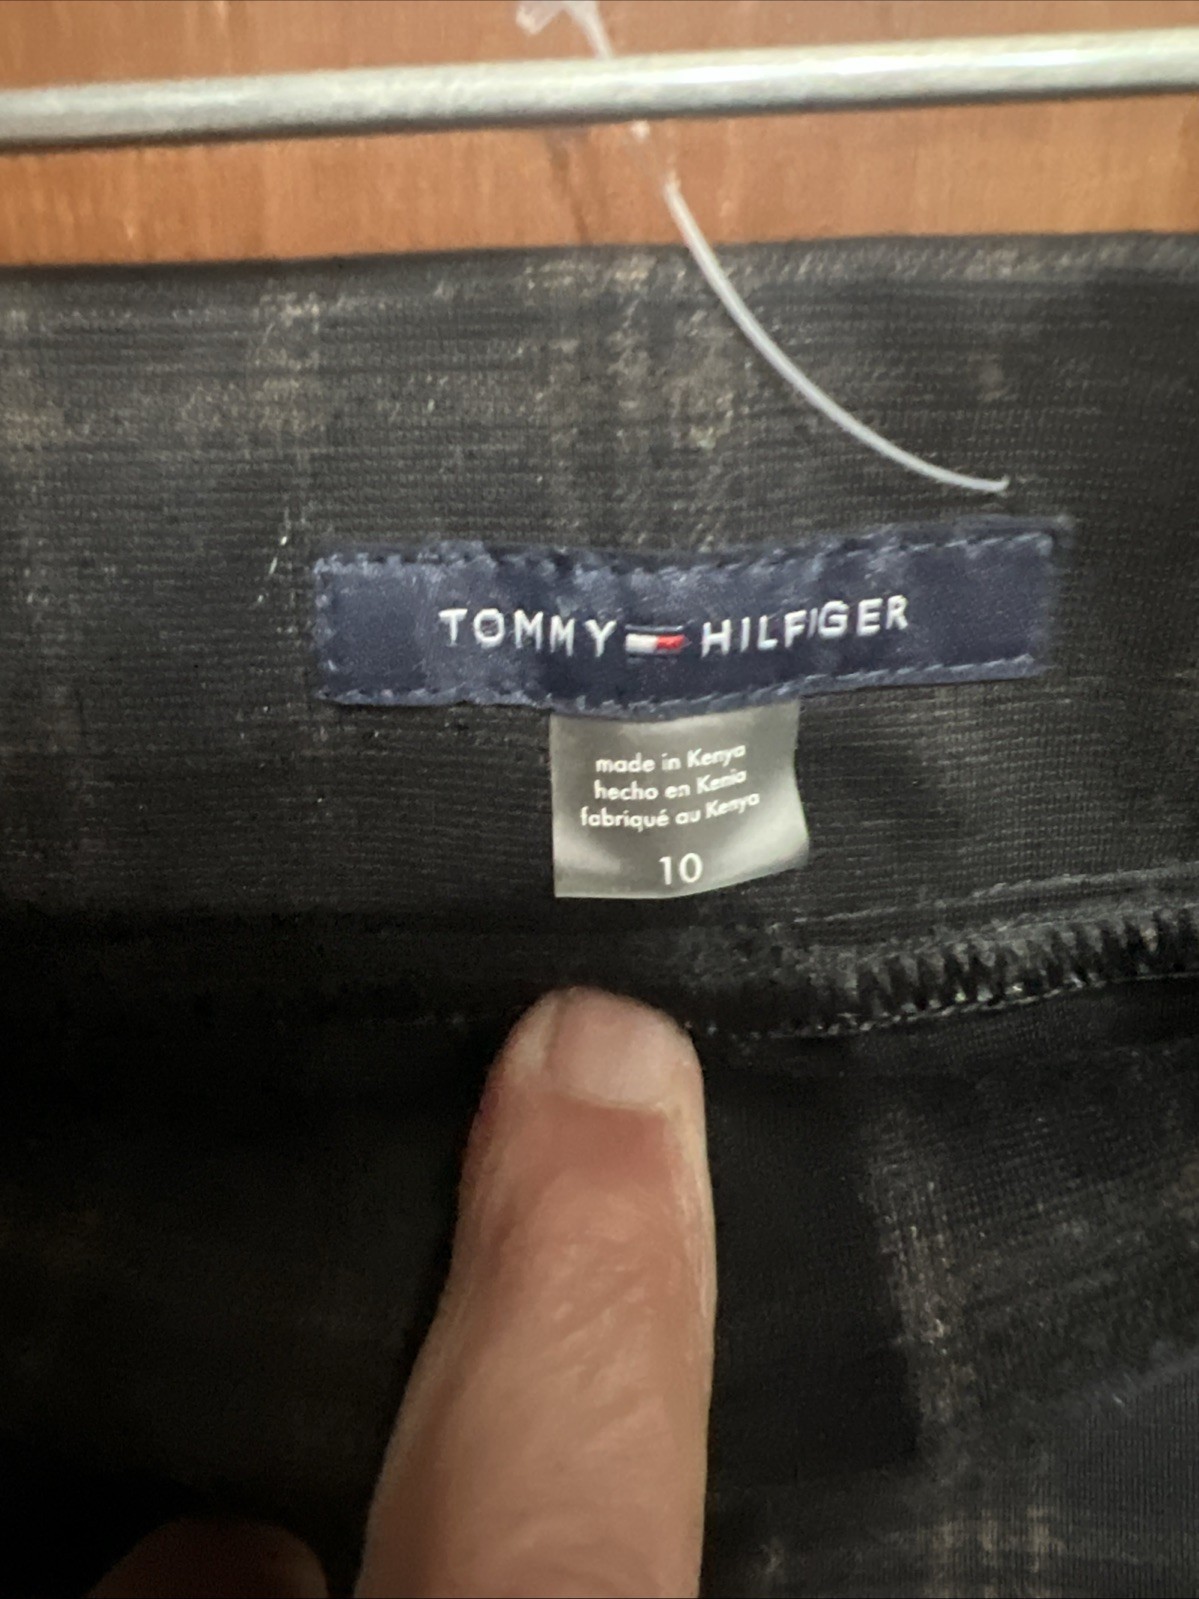 TOMMY HILFIGER
made in Kenya
hecho en Kenia
fabriqué au Kenya
10